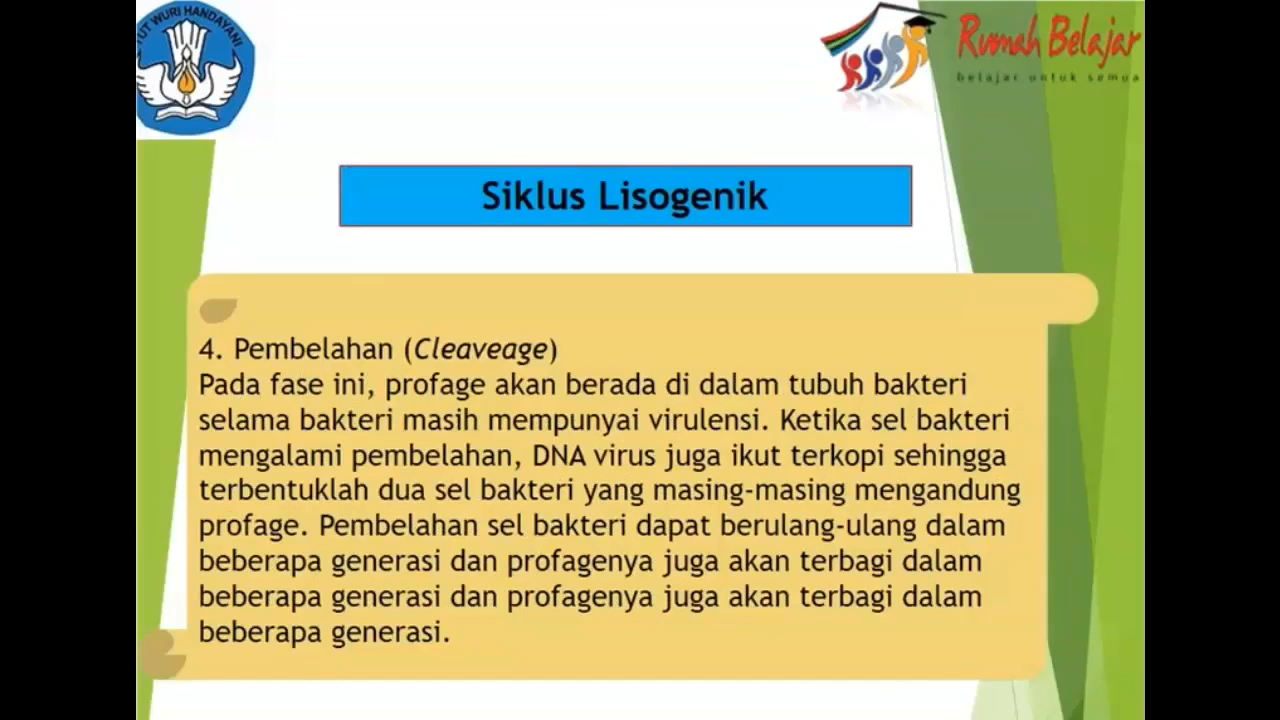 TUT WURI HANDAYANI
Rumah Belajar
belajar untuk semua
Siklus Lisogenik
4. Pembelahan (Cleaveage)
Pada fase ini, profage akan berada di dalam tubuh bakteri
selama bakteri masih mempunyai virulensi. Ketika sel bakteri
mengalami pembelahan, DNA virus juga ikut terkopi sehingga
terbentuklah dua sel bakteri yang masing-masing mengandung
profage. Pembelahan sel bakteri dapat berulang-ulang dalam
beberapa generasi dan profagenya juga akan terbagi dalam
beberapa generasi dan profagenya juga akan terbagi dalam
beberapa generasi.